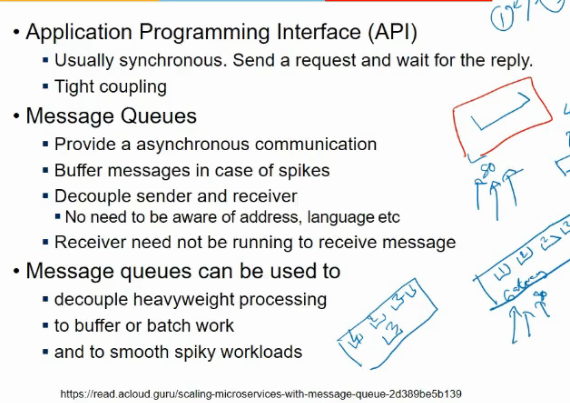 • Application Programming Interface (API)
▪ Usually synchronous. Send a request and wait for the reply.
▪ Tight coupling
• Message Queues
▪ Provide a asynchronous communication
▪ Buffer messages in case of spikes
▪ Decouple sender and receiver
▪ No need to be aware of address, language etc
▪ Receiver need not be running to receive message
• Message queues can be used to
▪ decouple heavyweight processing
▪ to buffer or batch work
▪ and to smooth spiky workloads
https://read.acloud.guru/scaling-microservices-with-message-queue-2d389be5b139